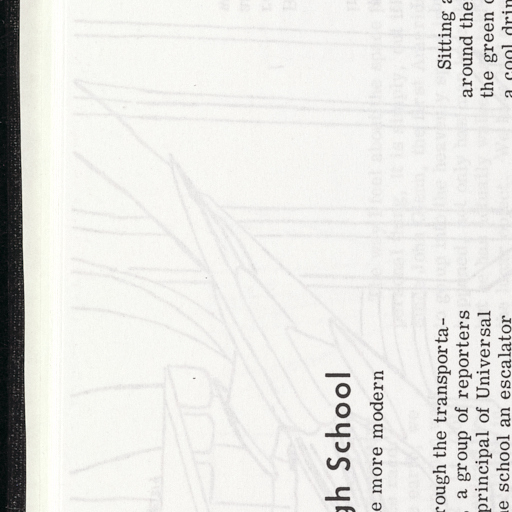 gh School
e more modern
rough the transporta-
a group of reporters
principal of Universal
e school an escalator
Sitting a
around the
the green o
a cool drin